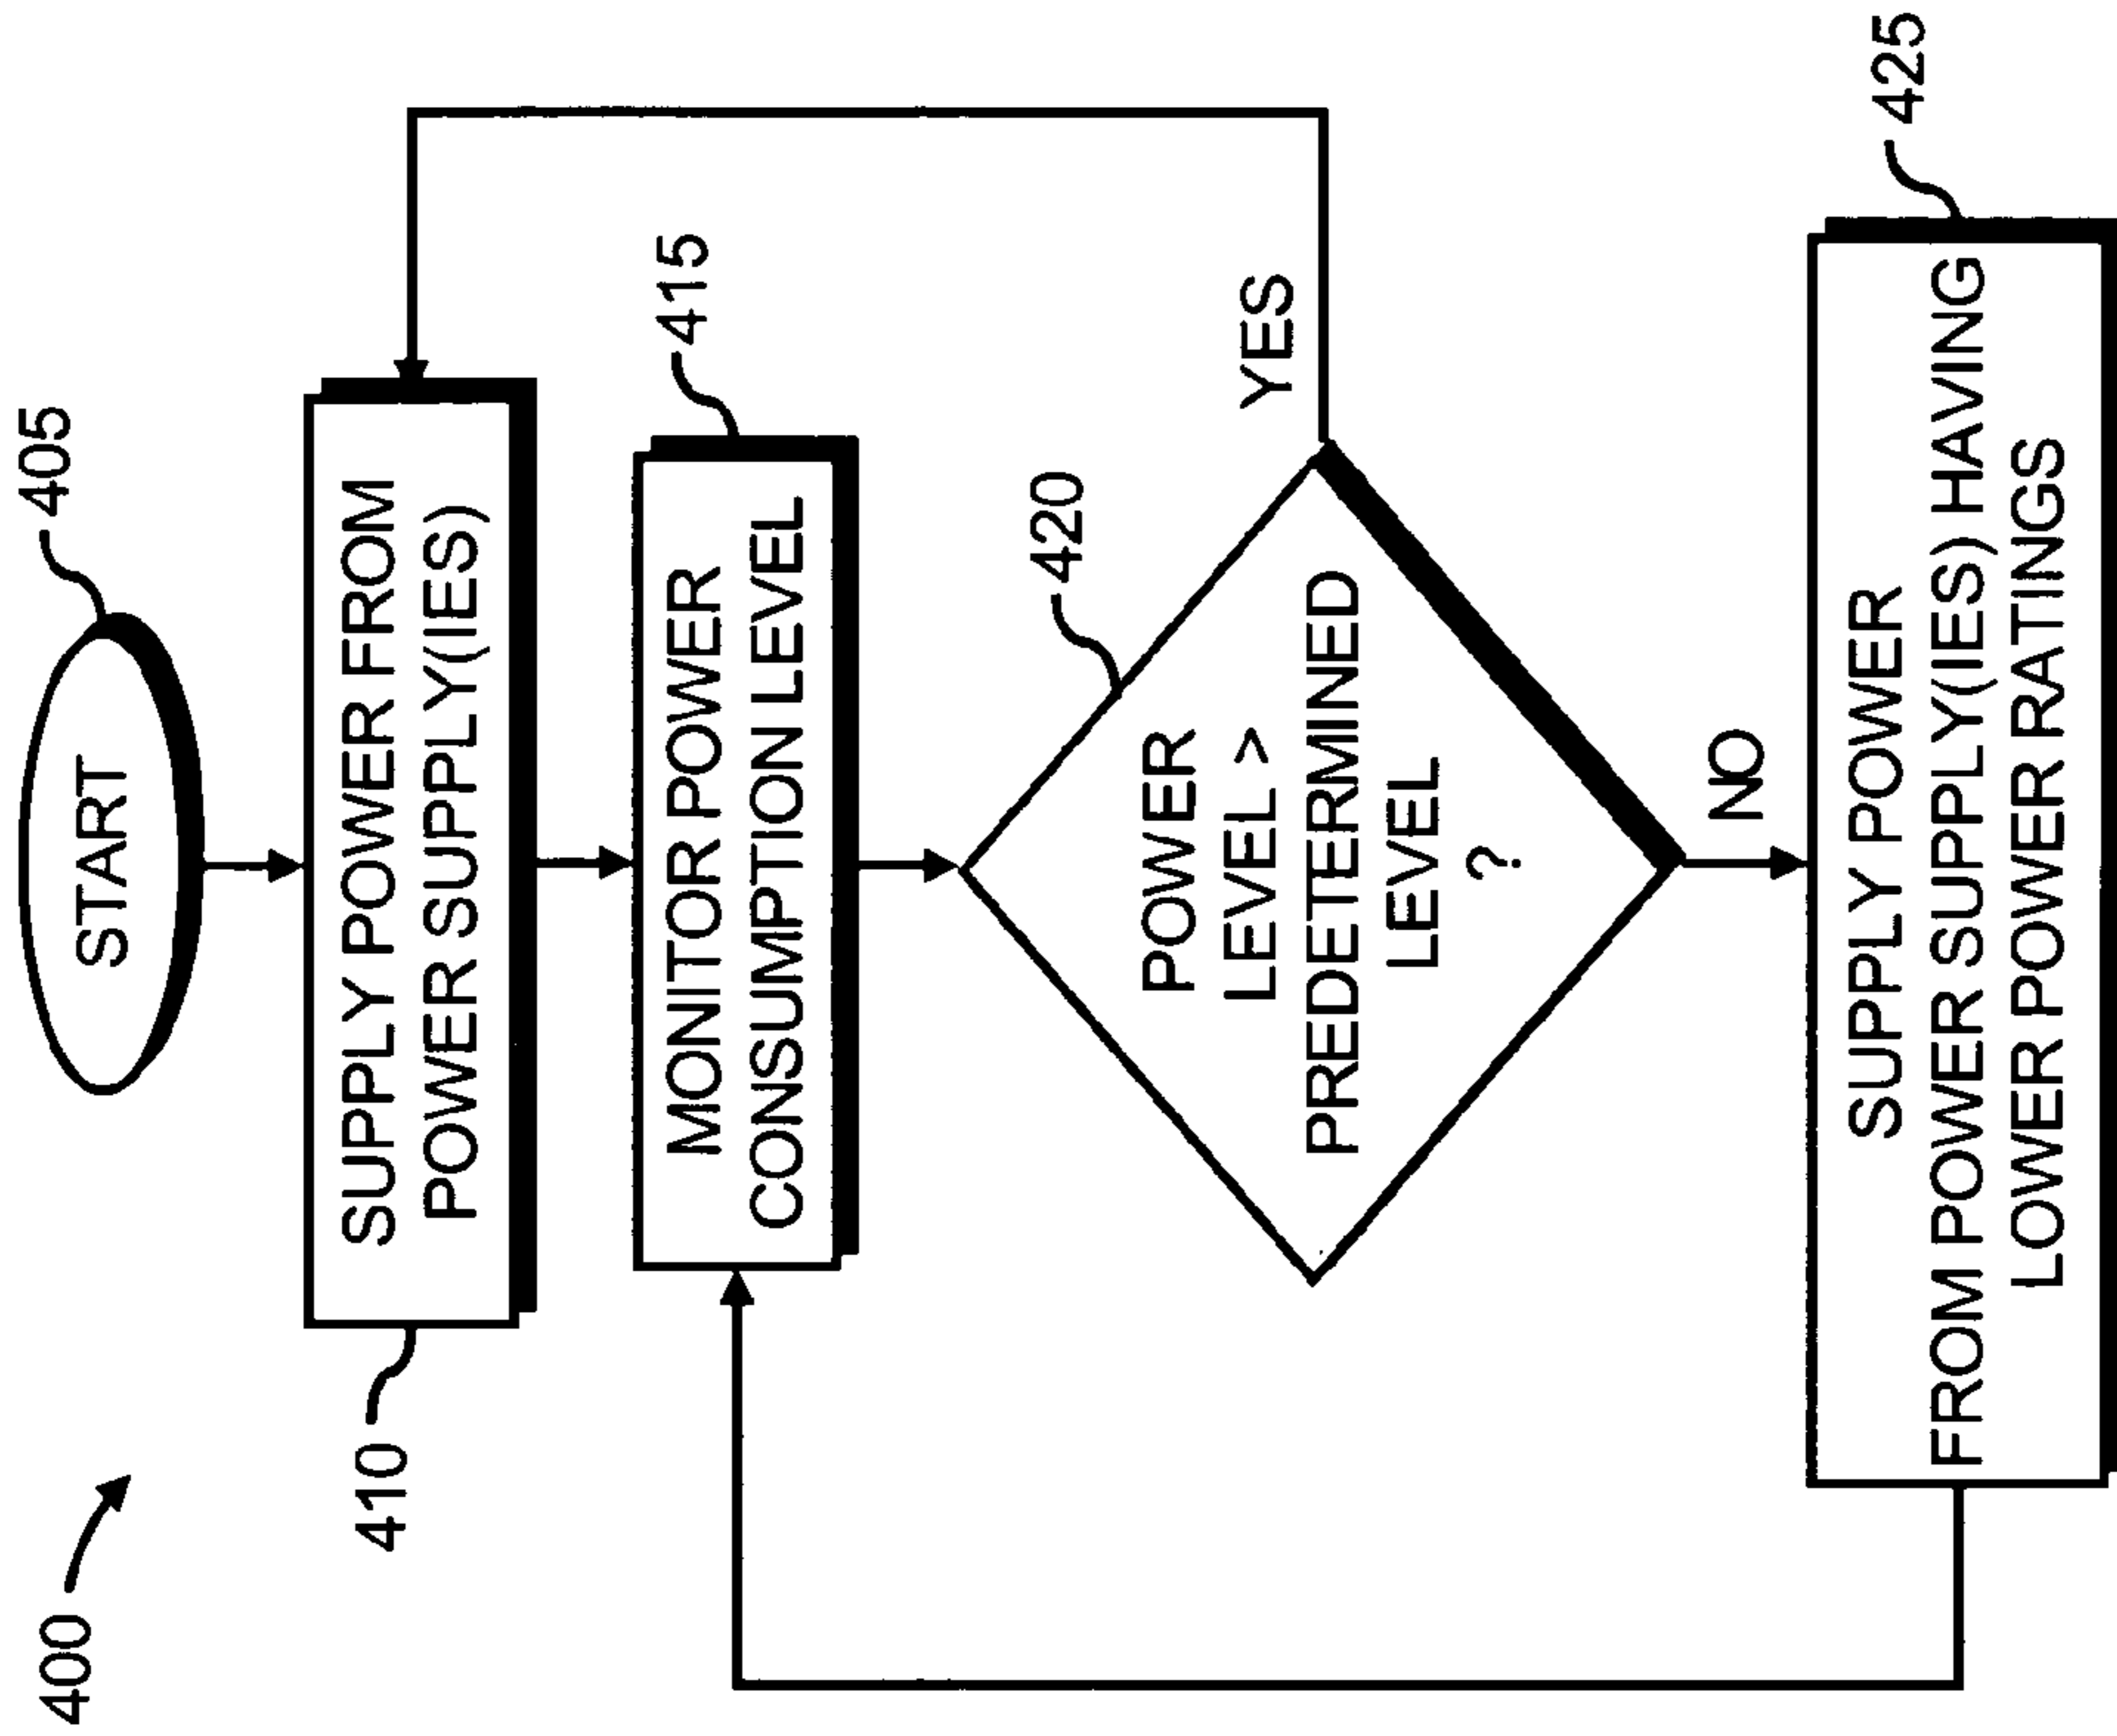 400
START
405
SUPPLY POWER FROM
POWER SUPPLY(IES)
410
MONITOR POWER
CONSUMPTION LEVEL
415
POWER
LEVEL >
PREDETERMINED
LEVEL
?
420
YES
NO
SUPPLY POWER
FROM POWER SUPPLY(IES) HAVING
LOWER POWER RATINGS
425